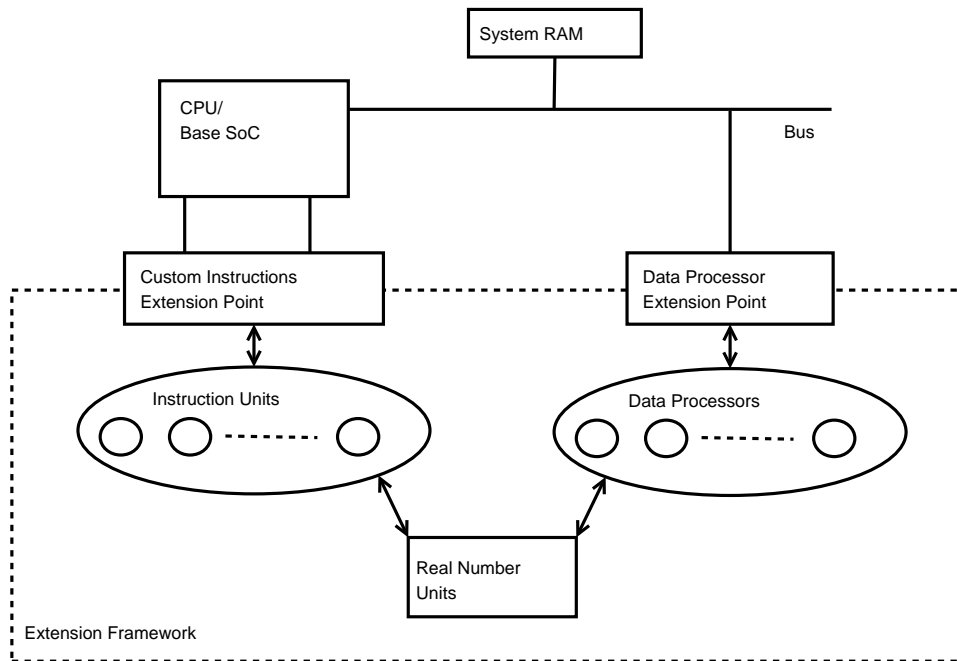 System RAM
CPU/
Base SoC
Bus
Custom Instructions
Extension Point
Data Processor
Extension Point
Instruction Units
Data Processors
Real Number
Units
Extension Framework